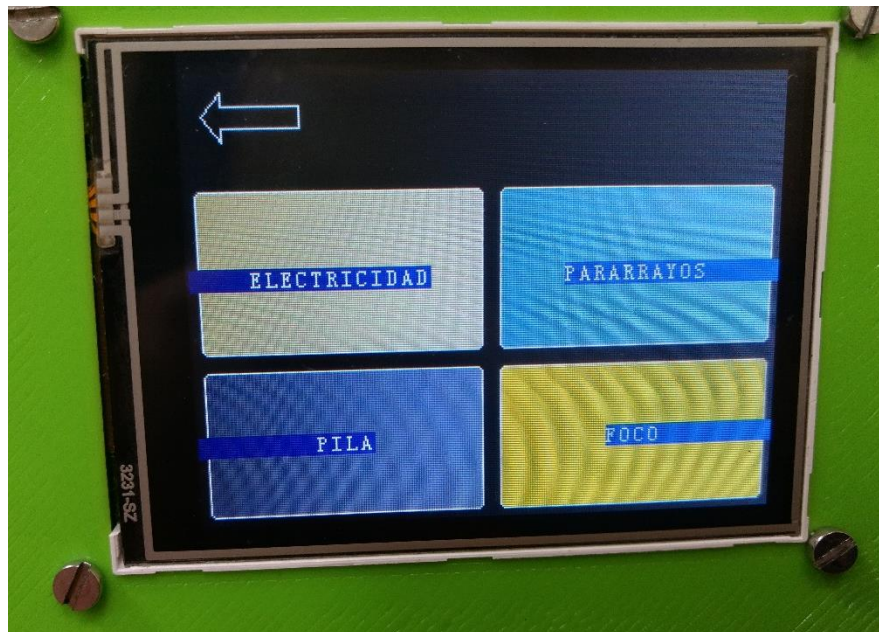 ELECTRICIDAD
PARARRAYOS
PILA
FOCO
3231-SZ